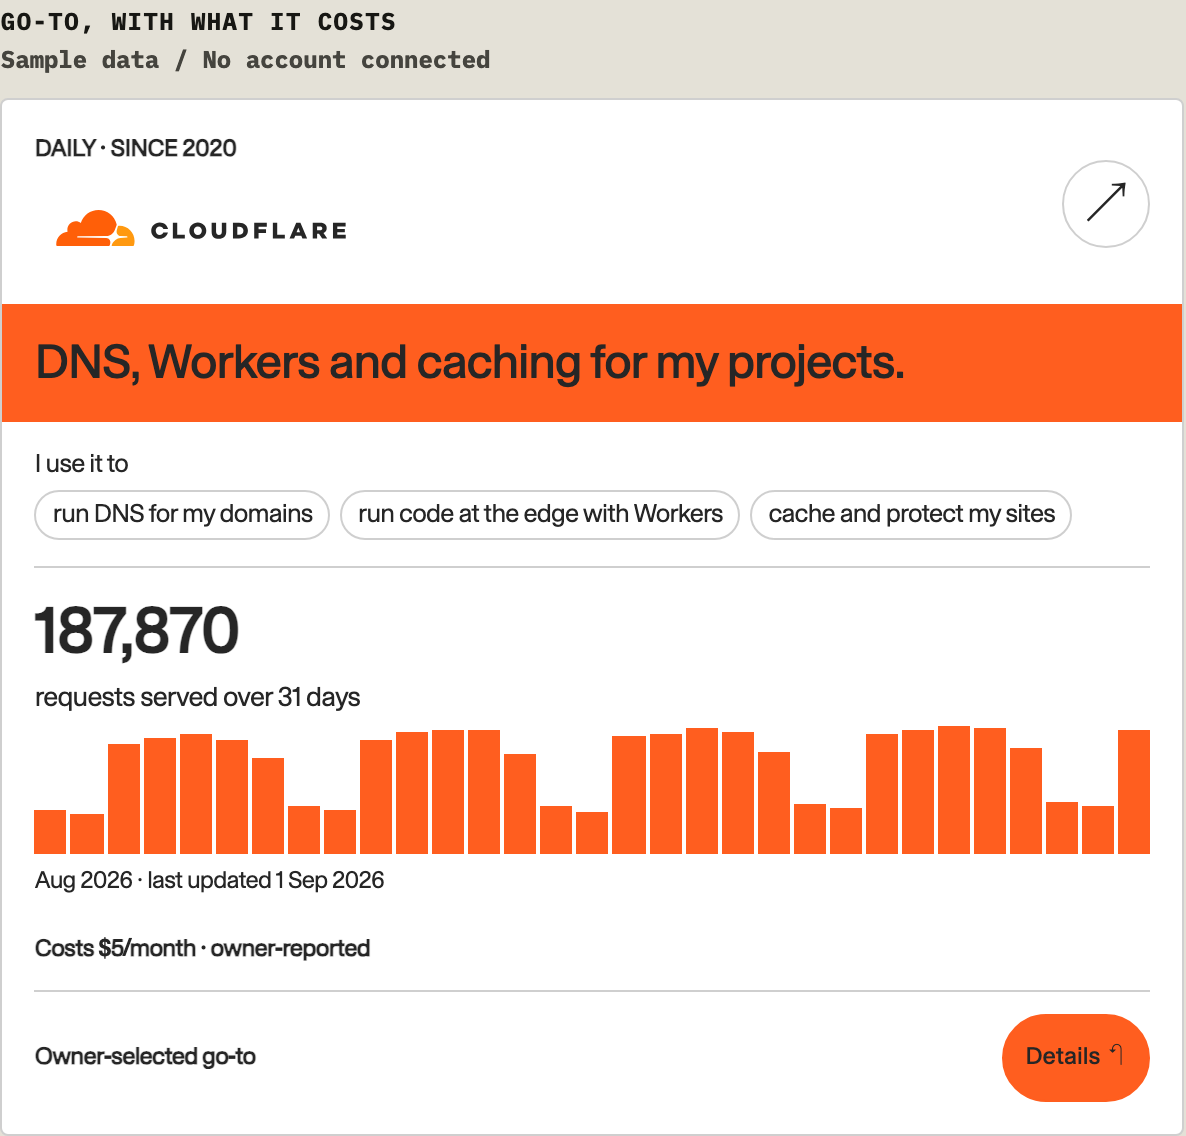 GO-TO, WITH WHAT IT COSTS
Sample data / No account connected
DAILY · SINCE 2020
CLOUDFLARE
DNS, Workers and caching for my projects.
I use it to
run DNS for my domains
run code at the edge with Workers
cache and protect my sites
187,870
requests served over 31 days
Aug 2026 · last updated 1 Sep 2026
Costs $5/month · owner-reported
Owner-selected go-to
Details